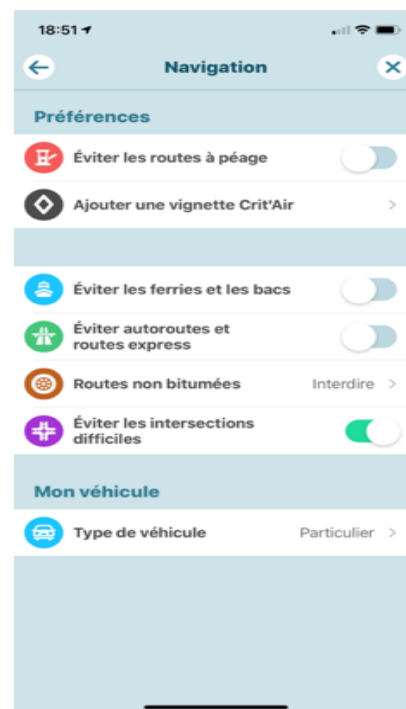 18:51
Navigation
Préférences
Éviter les routes à péage
Ajouter une vignette Crit'Air
Éviter les ferries et les bacs
Éviter autoroutes et
routes express
Routes non bitumées Interdire
Éviter les intersections
difficiles
Mon véhicule
Type de véhicule Particulier